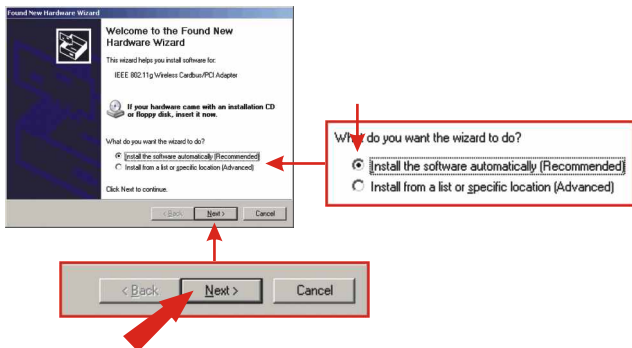 Found New Hardware Wizard
Welcome to the Found New
Hardware Wizard
This wizard helps you install software for:
IEEE 802.11g Wireless Cardbus/PCI Adapter
If your hardware came with an installation CD
or floppy disk, insert it now.
What do you want the wizard to do?
Install the software automatically (Recommended)
Install from a list or specific location (Advanced)
Click Next to continue.
< Back
Next >
Cancel
What do you want the wizard to do?
Install the software automatically (Recommended)
Install from a list or specific location (Advanced)
< Back
Next >
Cancel